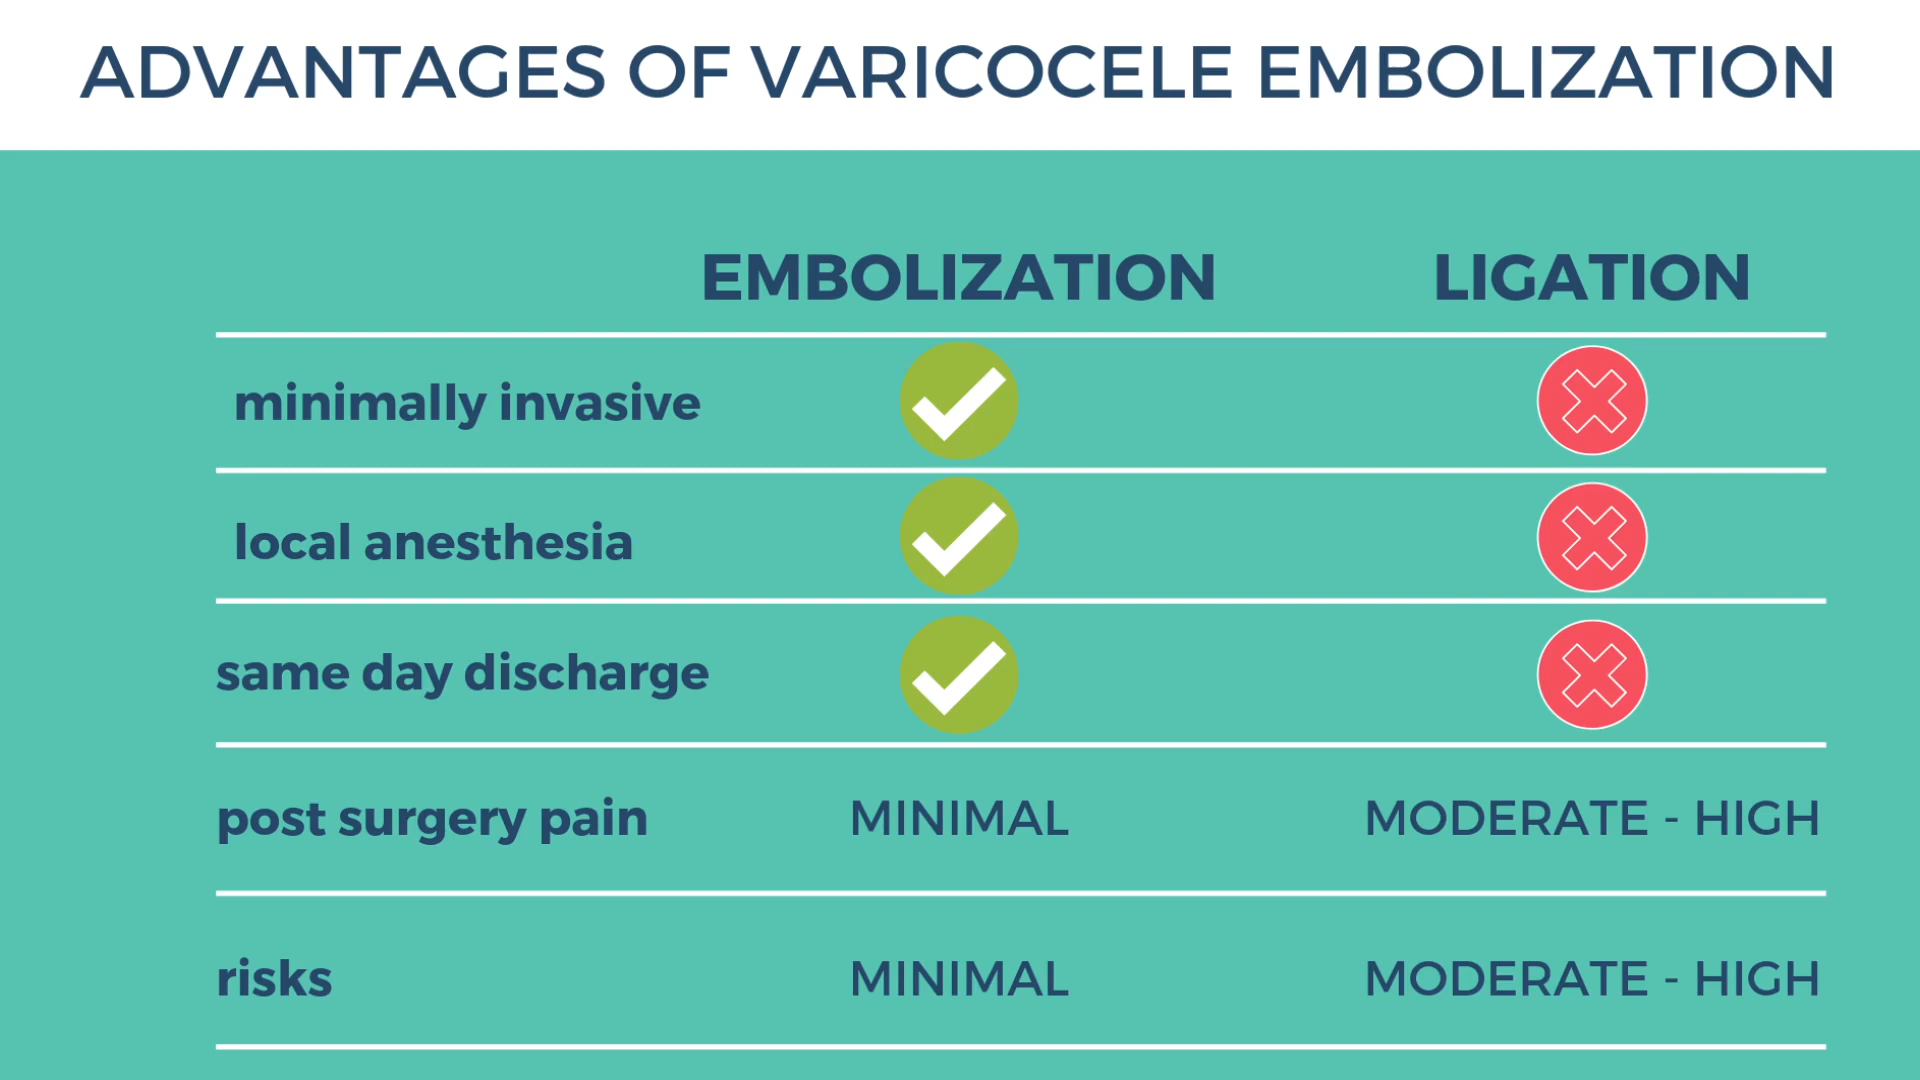 ADVANTAGES OF VARICOCELE EMBOLIZATION
EMBOLIZATION LIGATION
minimally invasive
local anesthesia
same day discharge
post surgery pain MINIMAL MODERATE - HIGH
risks MINIMAL MODERATE - HIGH